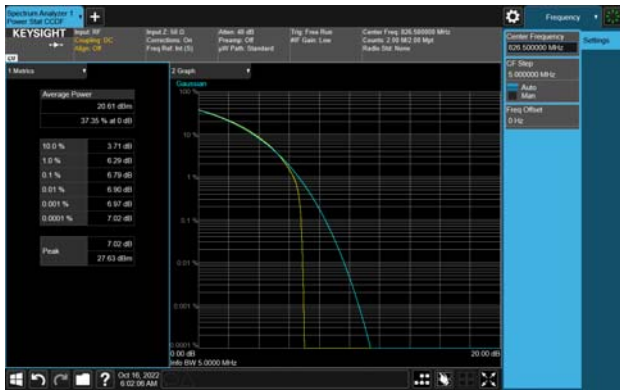 Spectrum Analyzer 1
Power Stat CCDF
+
KEYSIGHT
Input: RF
Coupling: DC
Align: Off
Input Z: 50 Ω
Corrections: On
Freq Ref: Int (S)
Atten: 40 dB
Preamp: Off
µW Path: Standard
Trig: Free Run
#IF Gain: Low
Center Freq: 826.500000 MHz
Counts: 2.00 M/2.00 Mpt
Radio Std: None
LXI
1 Metrics
Average Power
20.61 dBm
37.35 % at 0 dB
10.0 % 3.71 dB
1.0 % 6.29 dB
0.1 % 6.79 dB
0.01 % 6.90 dB
0.001 % 6.97 dB
0.0001 % 7.02 dB
Peak 7.02 dB
27.63 dBm
2 Graph
Gaussian
100 %
10 %
1 %
0.1 %
0.01 %
0.001 %
0.0001 %
0.00 dB 20.00 dB
Info BW 5.0000 MHz
Frequency
Center Frequency
826.500000 MHz
Settings
CF Step
5.000000 MHz
Auto
Man
Freq Offset
0 Hz
?
Oct 16, 2022
6:02:06 AM